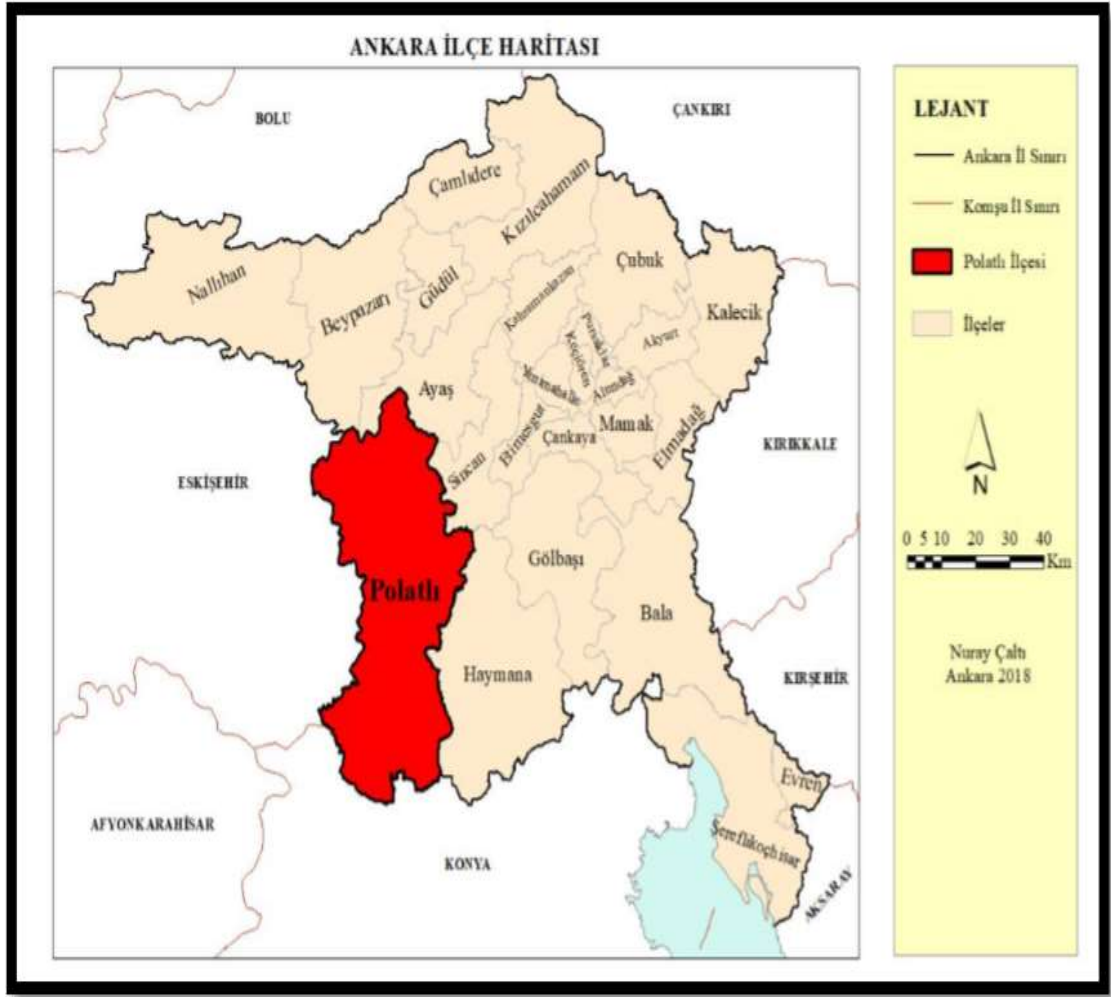 ANKARA İLÇE HARİTASI
BOLU
ÇANKIRI
Çamlıdere
Kızılcahamam
Nallıhan
Beypazarı
Güdül
Çubuk
Kalecik
Kahramankazan
Pursaklar
Akyurt
Keçiören
Ayaş
Yenimahalle
Altındağ
Etimesgut
Mamak
Elmadağ
Çankaya
Sincan
KIRIKKALE
ESKİŞEHİR
Gölbaşı
Polatlı
Bala
Haymana
KIRŞEHİR
Evren
Şereflikoçhisar
AFYONKARAHİSAR
KONYA
AKSARAY
LEJANT
Ankara İl Sınırı
Komşu İl Sınırı
Polatlı İlçesi
İlçeler
N
0 5 10 20 30 40
Km
Nuray Çaltı
Ankara 2018